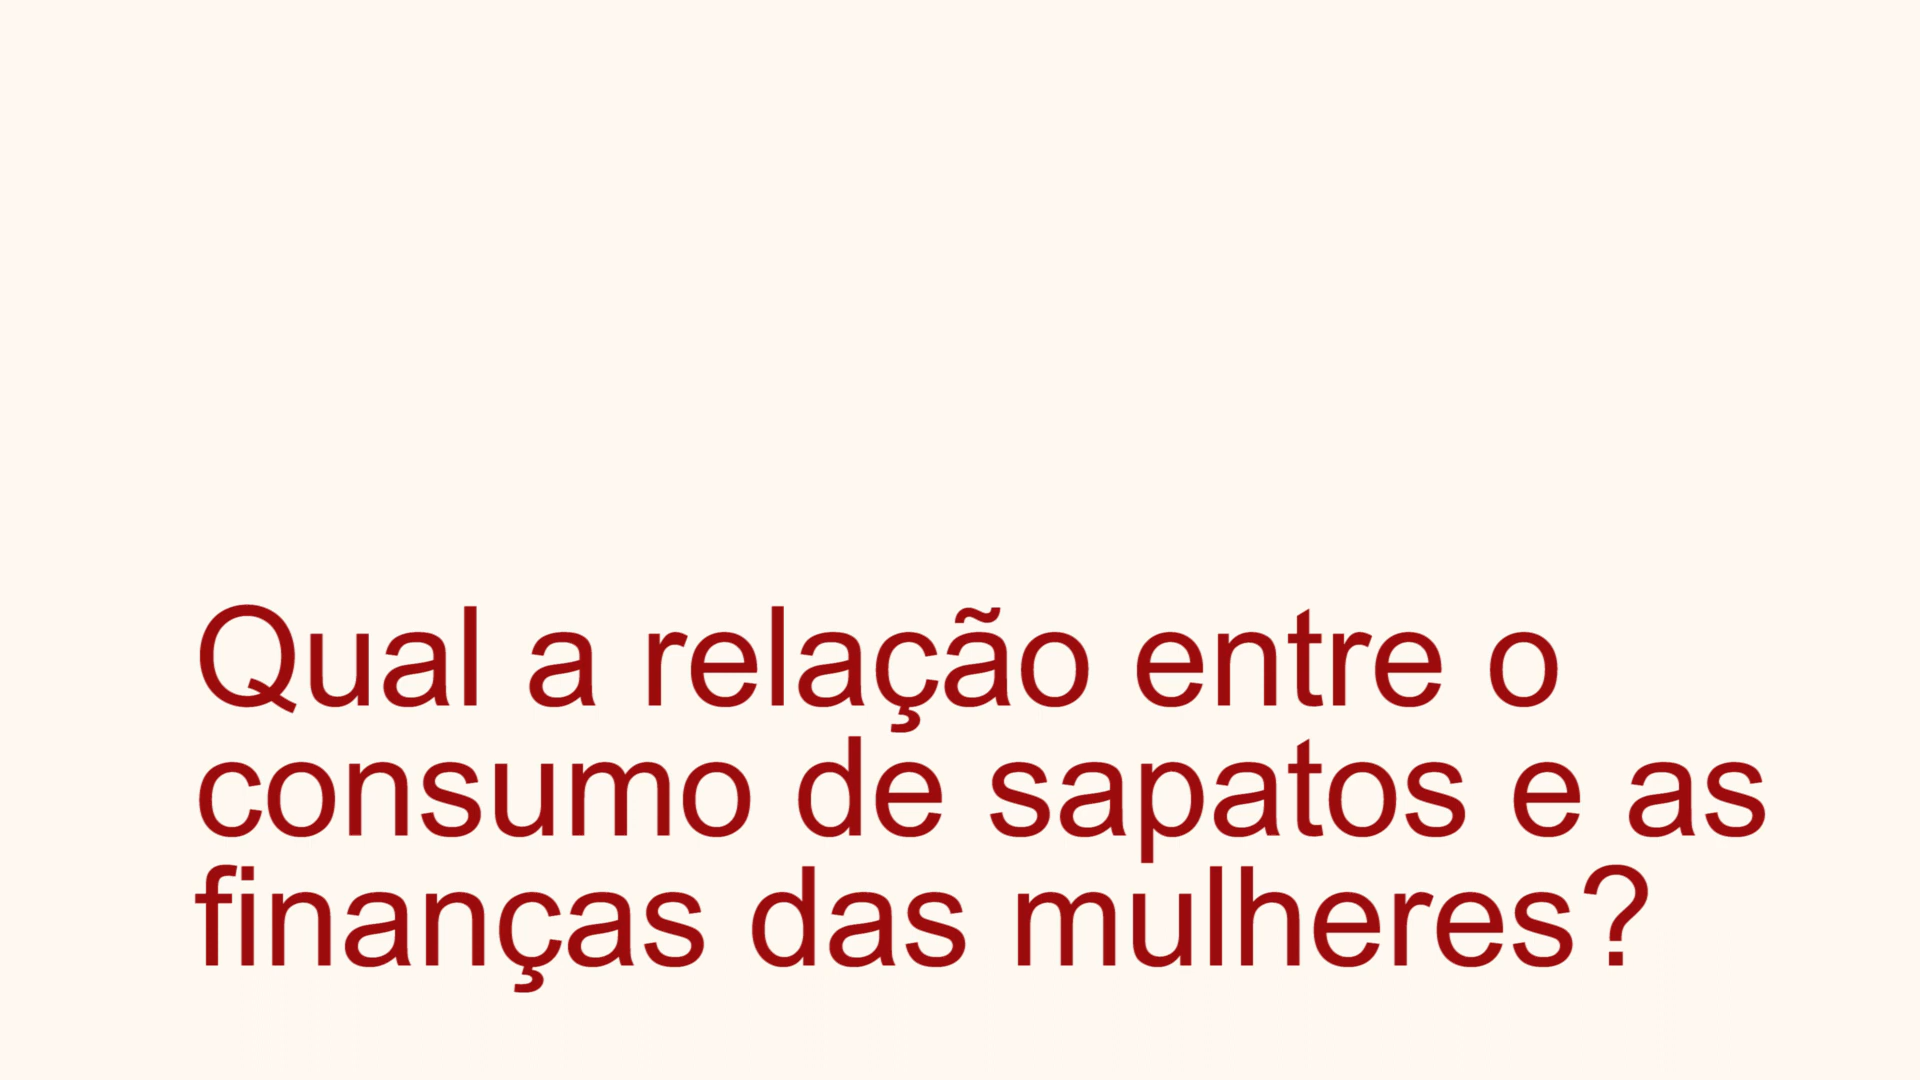 Qual a relação entre o
consumo de sapatos e as
finanças das mulheres?